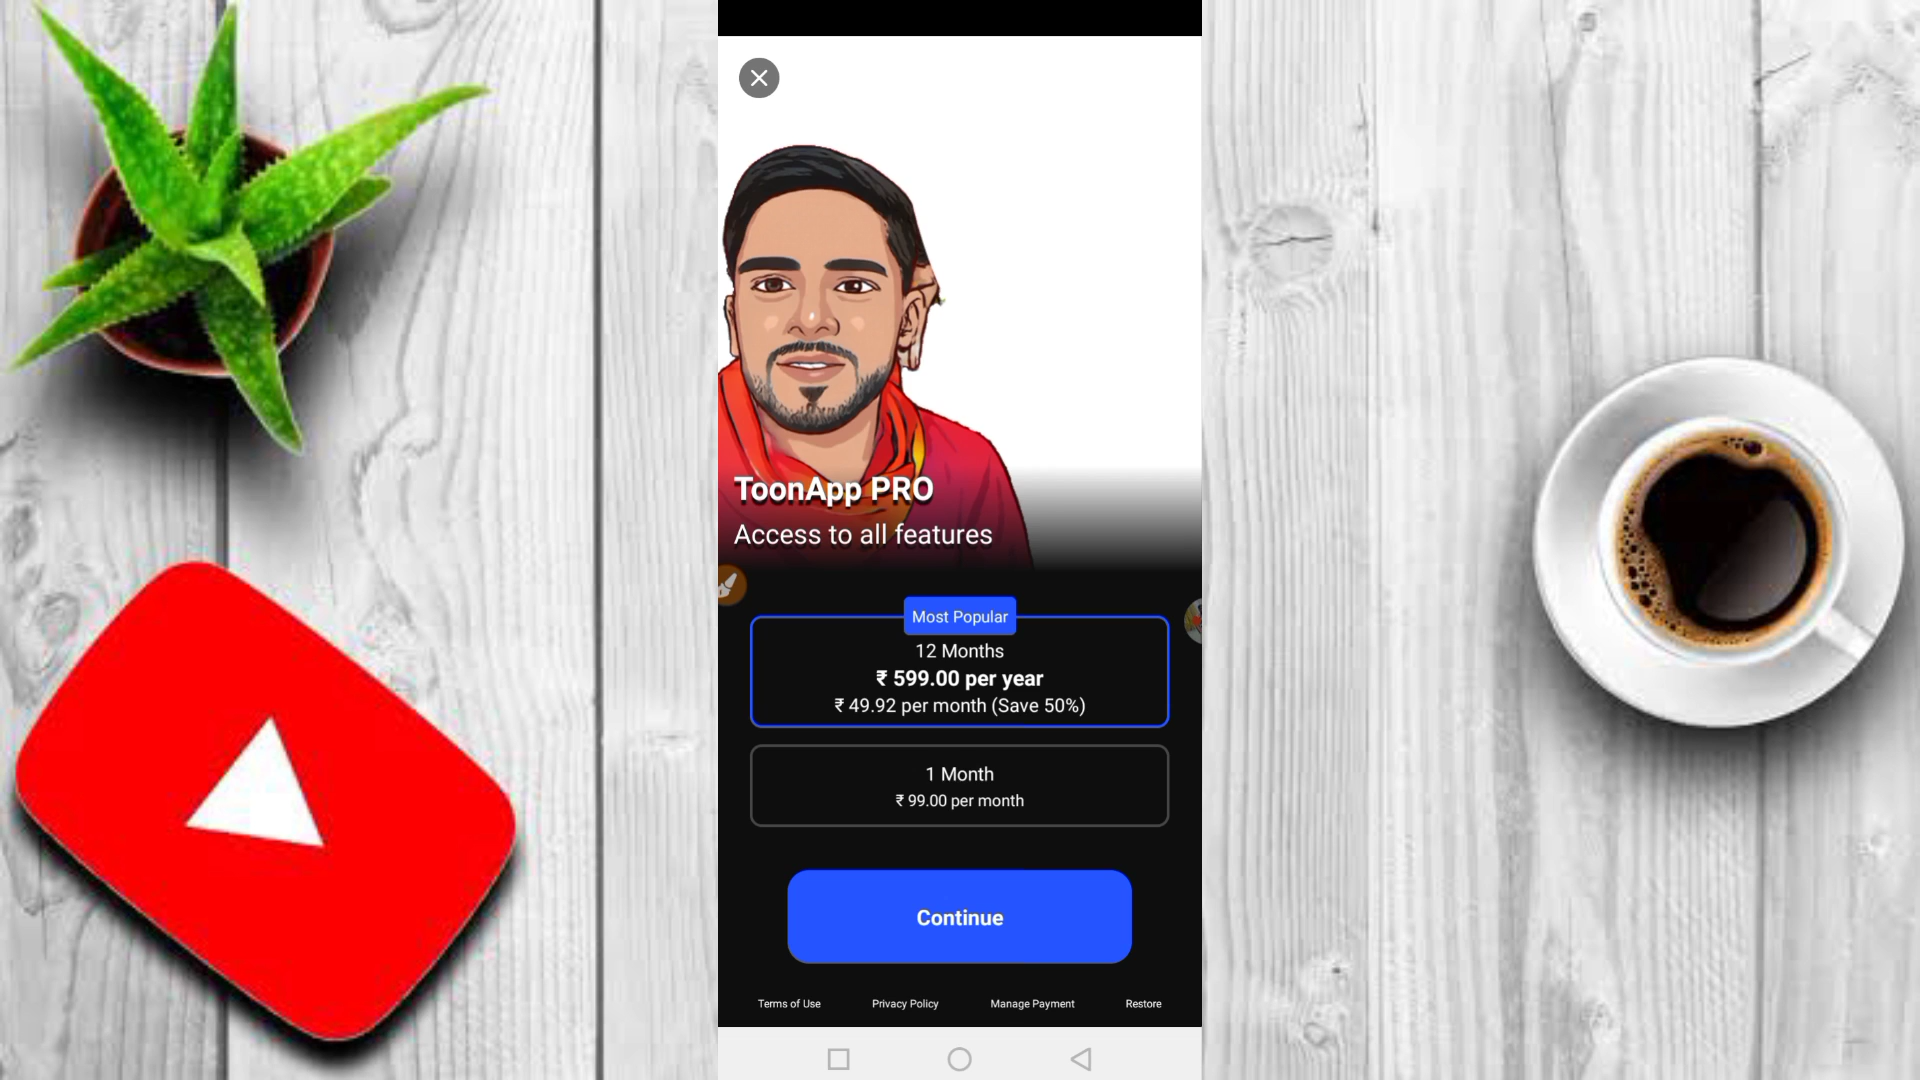 ToonApp PRO
Access to all features
Most Popular
12 Months
₹ 599.00 per year
₹ 49.92 per month (Save 50%)
1 Month
₹ 99.00 per month
Continue
Terms of Use Privacy Policy Manage Payment Restore